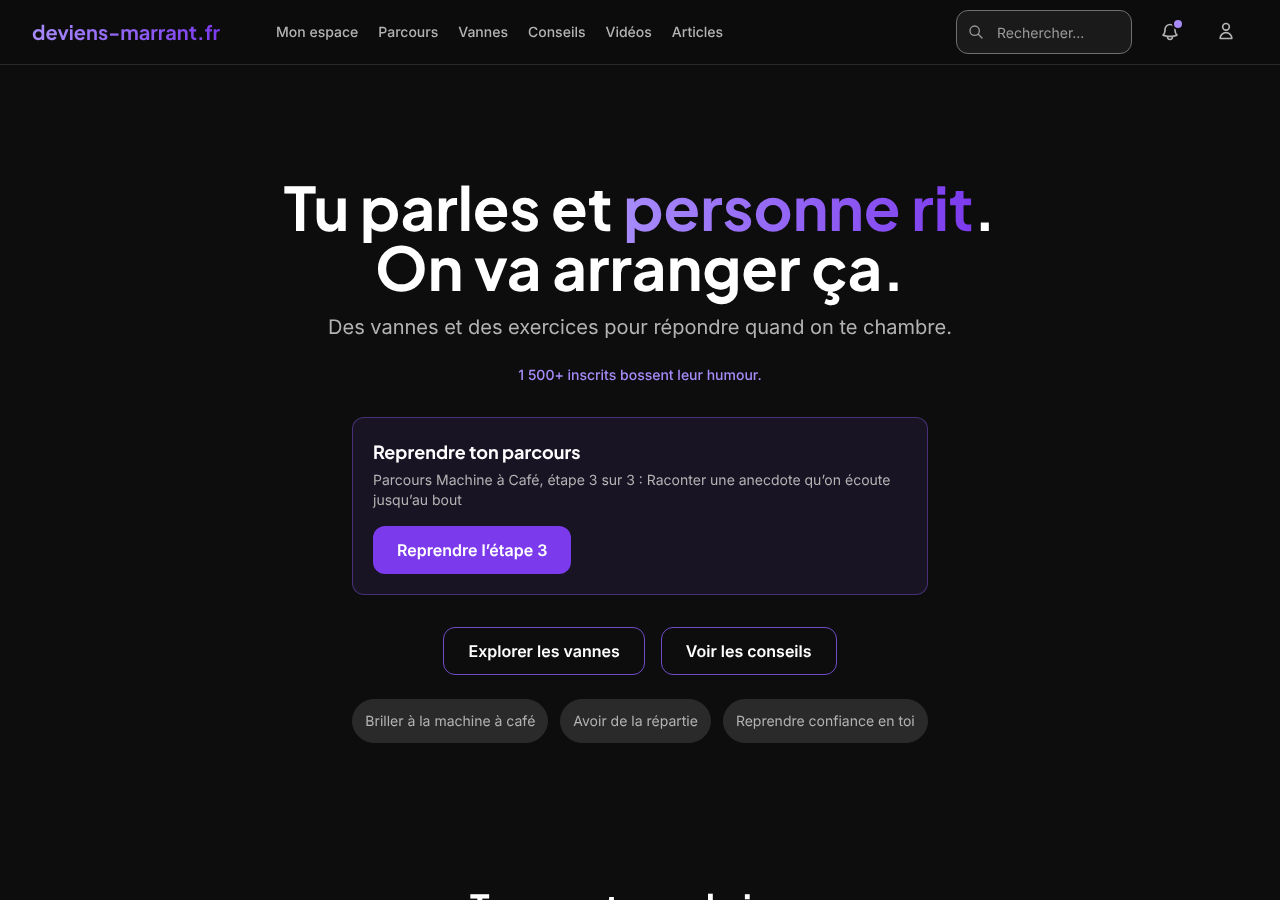 deviens-marrant.fr
Mon espace
Parcours
Vannes
Conseils
Vidéos
Articles
Rechercher...
Tu parles et personne rit.
On va arranger ça.
Des vannes et des exercices pour répondre quand on te chambre.
1 500+ inscrits bossent leur humour.
Reprendre ton parcours
Parcours Machine à Café, étape 3 sur 3 : Raconter une anecdote qu’on écoute
jusqu’au bout
Reprendre l’étape 3
Explorer les vannes
Voir les conseils
Briller à la machine à café
Avoir de la répartie
Reprendre confiance en toi